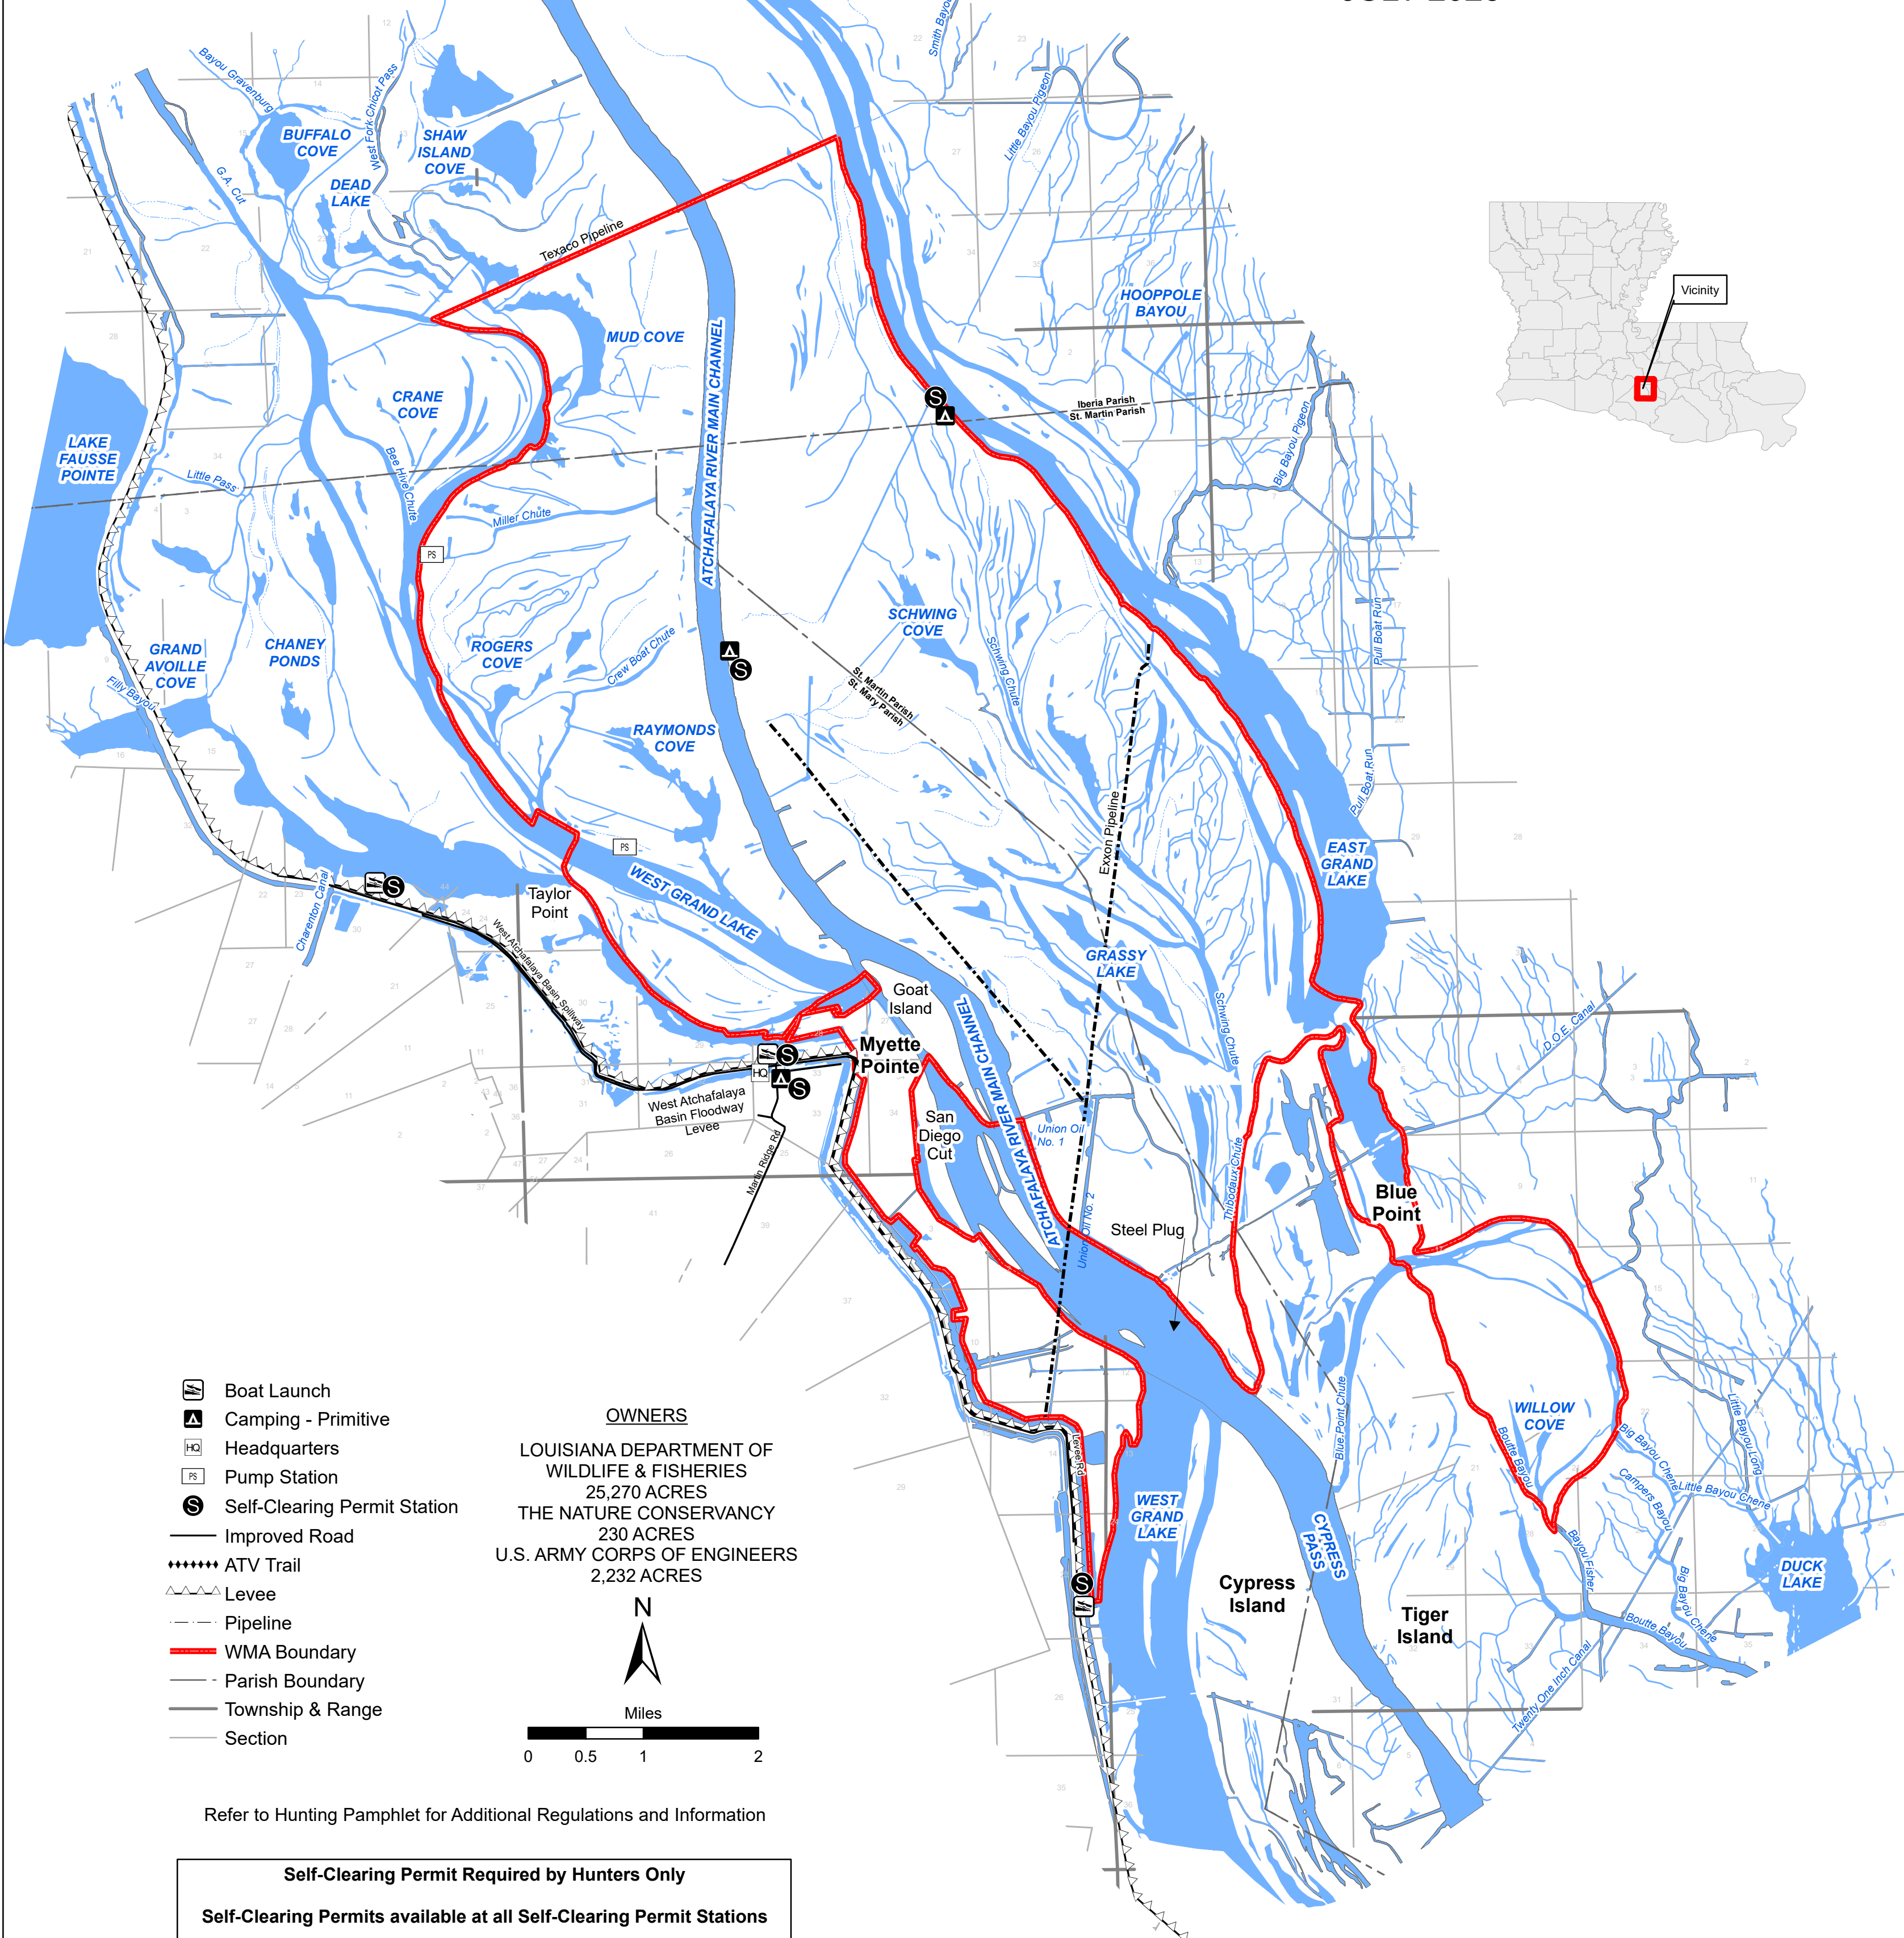 Smith Bayou
Bayou Gravenburg
West Fork Chicot Pass
BUFFALO
COVE
SHAW
ISLAND
COVE
DEAD
LAKE
G.A. Cut
Little Bayou Pigeon
Texaco Pipeline
MUD COVE
HOOPPOLE
BAYOU
Vicinity
CRANE
COVE
ATCHAFALAYA RIVER MAIN CHANNEL
Iberia Parish
St. Martin Parish
Big Bayou Pigeon
LAKE
FAUSSE
POINTE
Little Pass
Bee Hive Chute
Miller Chute
PS
SCHWING
COVE
Pull Boat Run
GRAND
AVOILLE
COVE
CHANEY
PONDS
ROGERS
COVE
Crew Boat Chute
Schwing Chute
Filly Bayou
St. Martin Parish
St. Mary Parish
RAYMONDS
COVE
Pull Boat Run
Exxon Pipeline
PS
EAST
GRAND
LAKE
Taylor
Point
WEST GRAND LAKE
Charenton Canal
West Atchafalaya Basin Spillway
GRASSY
LAKE
Goat
Island
Schwing Chute
D.O.E. Canal
Myette
Pointe
HQ
West Atchafalaya
Basin Floodway
Levee
Martin Ridge Rd
San
Diego
Cut
ATCHAFALAYA RIVER MAIN CHANNEL
Union Oil
No. 1
Union Oil No. 2
Thibodaux Chute
Blue
Point
Steel Plug
Blue Point Chute
WILLOW
COVE
Boutte Bayou
Big Bayou Chene
Little Bayou Long
Campers Bayou
Little Bayou Chene
Levee Rd
WEST
GRAND
LAKE
CYPRESS
PASS
Bayou Fisher
Big Bayou Chene
DUCK
LAKE
Cypress
Island
Tiger
Island
Boutte Bayou
Twenty One Inch Canal
Boat Launch
Camping - Primitive
HQ Headquarters
PS Pump Station
S Self-Clearing Permit Station
Improved Road
ATV Trail
Levee
Pipeline
WMA Boundary
Parish Boundary
Township & Range
Section
OWNERS
LOUISIANA DEPARTMENT OF
WILDLIFE & FISHERIES
25,270 ACRES
THE NATURE CONSERVANCY
230 ACRES
U.S. ARMY CORPS OF ENGINEERS
2,232 ACRES
N
Miles
0 0.5 1 2
Refer to Hunting Pamphlet for Additional Regulations and Information
Self-Clearing Permit Required by Hunters Only
Self-Clearing Permits available at all Self-Clearing Permit Stations